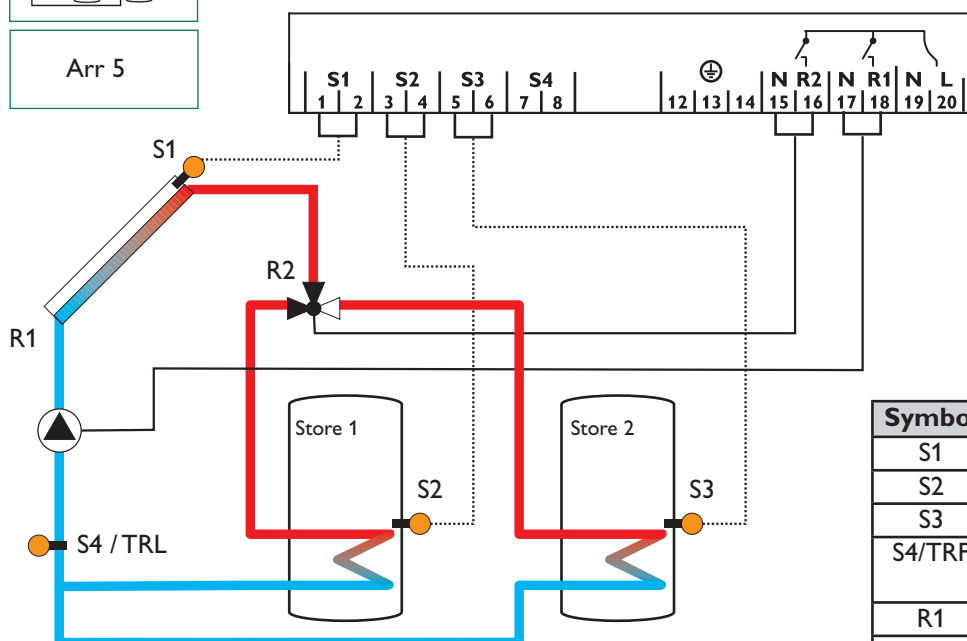 Arr 5
S1 S2 S3 S4 N R2 N R1 N L
1 2 3 4 5 6 7 8 12 13 14 15 16 17 18 19 20
S1
R2
R1
Store 1
Store 2
S2
S3
S4 / TRL
Symbo
S1
S2
S3
S4/TRF
R1